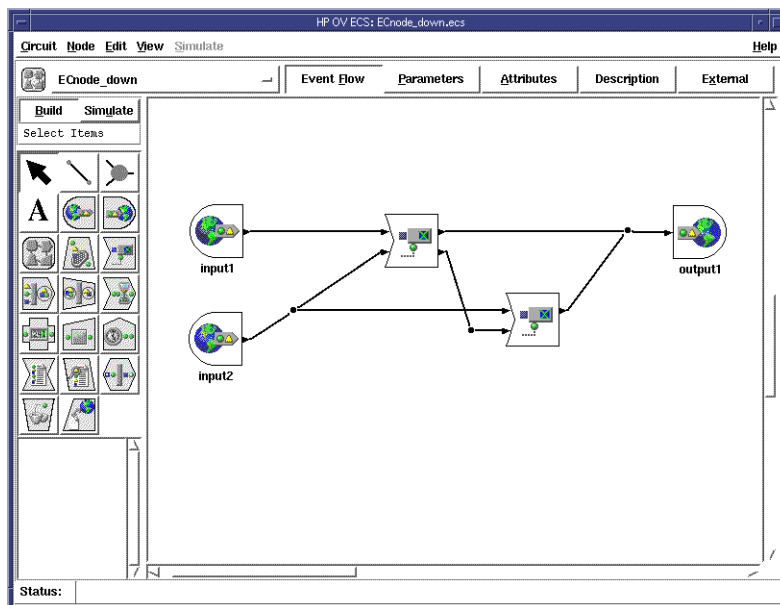 HP OV ECS: ECnode_down.ecs
Circuit Node Edit View Simulate Help
ECnode_down Event Flow Parameters Attributes Description External
Build Simulate
Select Items
A
input1
output1
input2
Status: